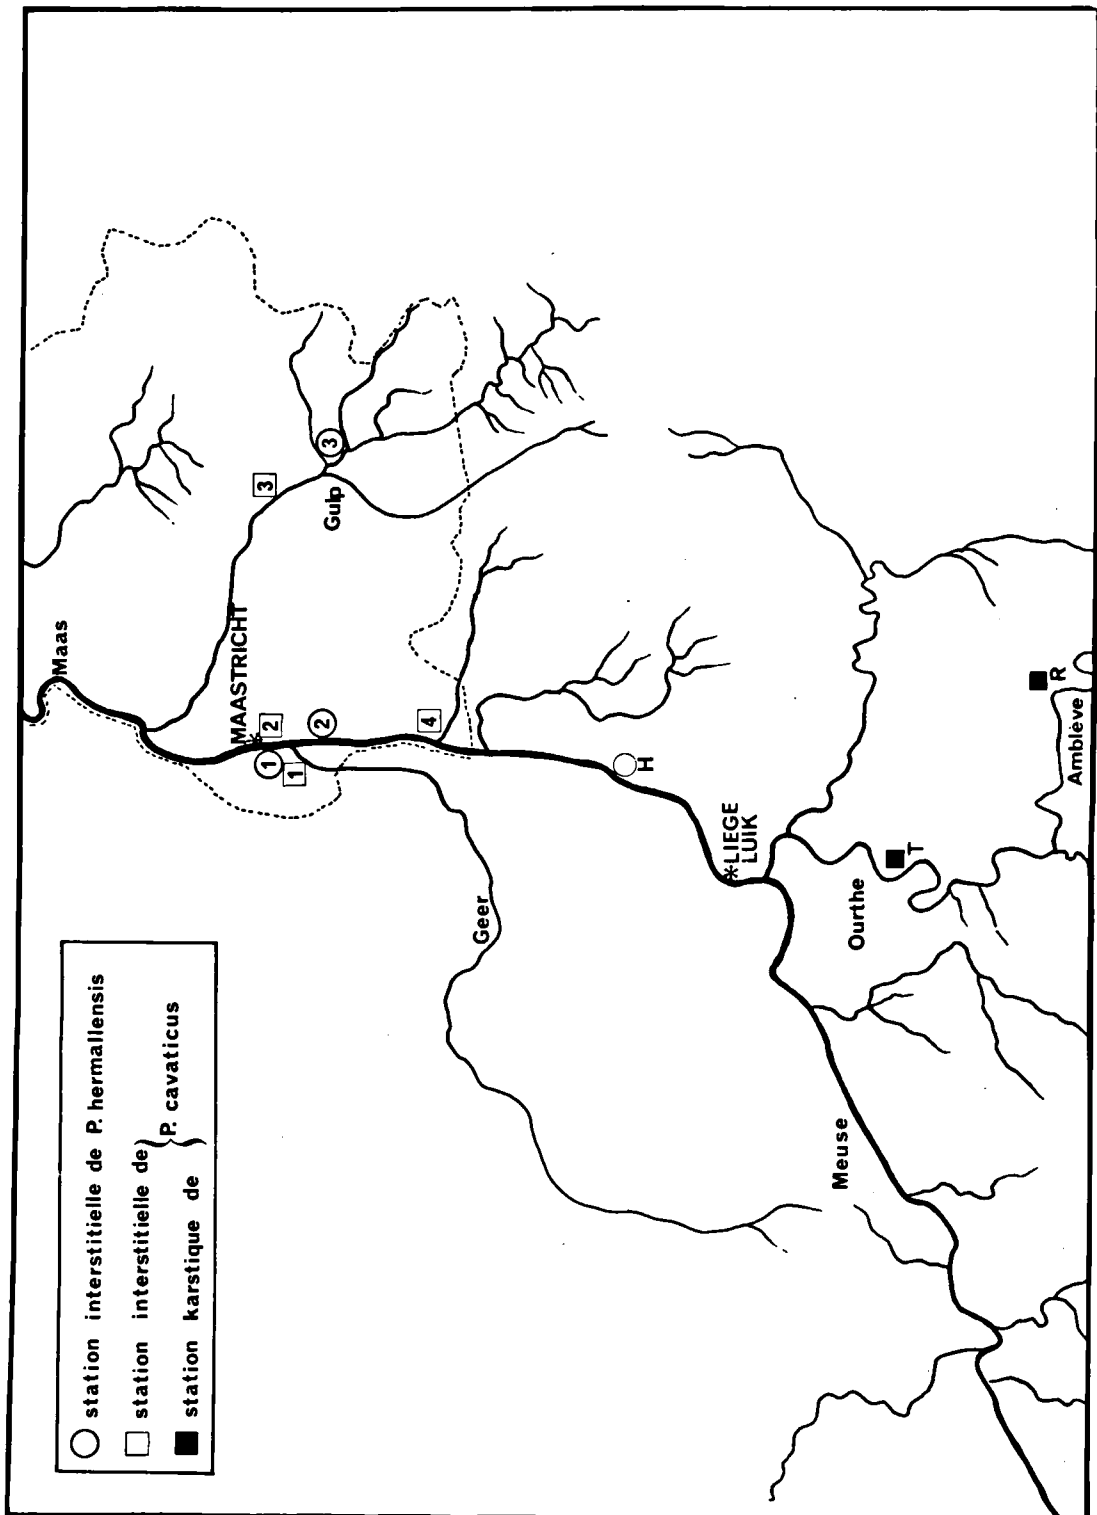 station interstitielle de P. hermallensis
station interstitielle de } P. cavaticus
station karstique de
Maas
MAASTRICHT
1
2
1
2
3
3
Gulp
4
Geer
H
LIEGE
LUIK
Ourthe
T
R
Amblève
Meuse